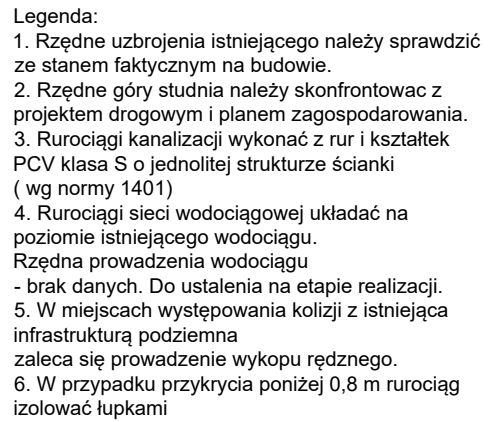 Legenda:
1. Rzędne uzbrojenia istniejącego należy sprawdzić
ze stanem faktycznym na budowie.
2. Rzędne góry studnia należy skonfrontowac z
projektem drogowym i planem zagospodarowania.
3. Rurociągi kanalizacji wykonać z rur i kształtek
PCV klasa S o jednolitej strukturze ścianki
( wg normy 1401)
4. Rurociągi sieci wodociągowej układać na
poziomie istniejącego wodociągu.
Rzędna prowadzenia wodociągu
- brak danych. Do ustalenia na etapie realizacji.
5. W miejscach występowania kolizji z istniejąca
infrastrukturą podziemna
zaleca się prowadzenie wykopu rędznego.
6. W przypadku przykrycia poniżej 0,8 m rurociąg
izolować łupkami